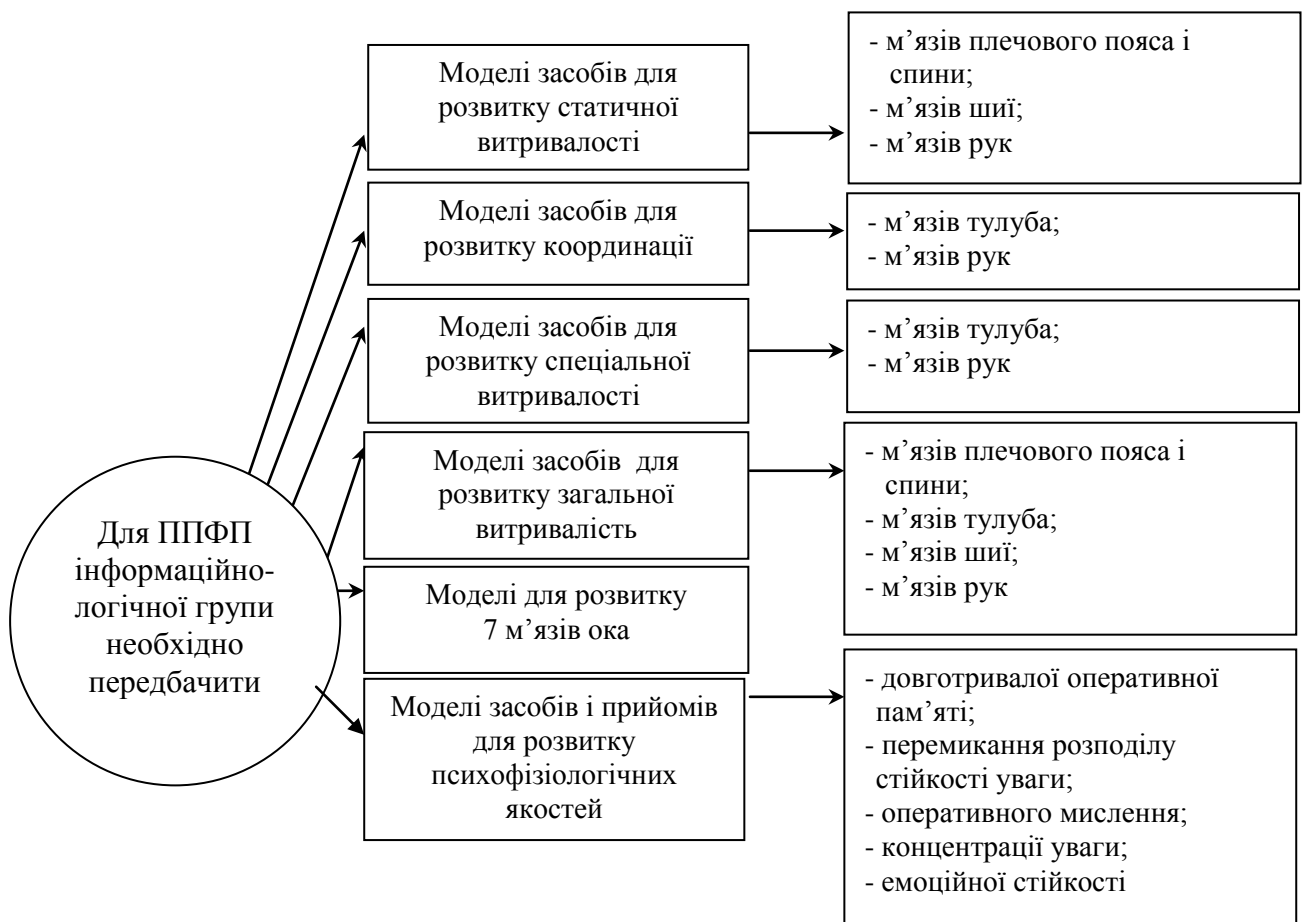 Моделі засобів для
розвитку статичної
витривалості
- м’язів плечового пояса і
спини;
- м’язів шиї;
- м’язів рук
Моделі засобів для
розвитку координації
- м’язів тулуба;
- м’язів рук
Моделі засобів для
розвитку спеціальної
витривалості
- м’язів тулуба;
- м’язів рук
Моделі засобів для
розвитку загальної
витривалість
- м’язів плечового пояса і
спини;
- м’язів тулуба;
- м’язів шиї;
- м’язів рук
Для ППФП
інформаційно-
логічної групи
необхідно
передбачити
Моделі для розвитку
7 м’язів ока
Моделі засобів і прийомів
для розвитку
психофізіологічних
якостей
- довготривалої оперативної
пам’яті;
- перемикання розподілу
стійкості уваги;
- оперативного мислення;
- концентрації уваги;
- емоційної стійкості